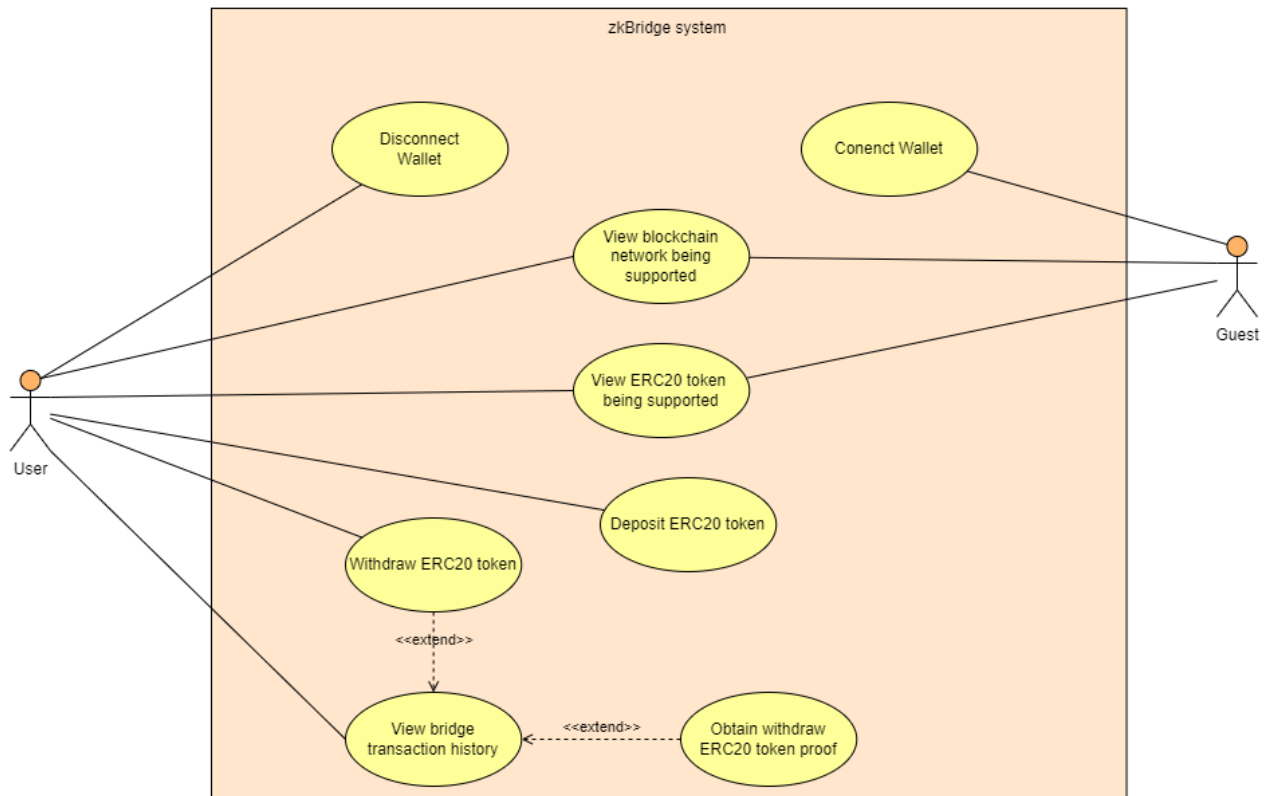 zkBridge system
Disconnect
Wallet
Conenct Wallet
View blockchain
network being
supported
Guest
View ERC20 token
being supported
User
Deposit ERC20 token
Withdraw ERC20 token
<<extend>>
View bridge
transaction history
<<extend>>
Obtain withdraw
ERC20 token proof